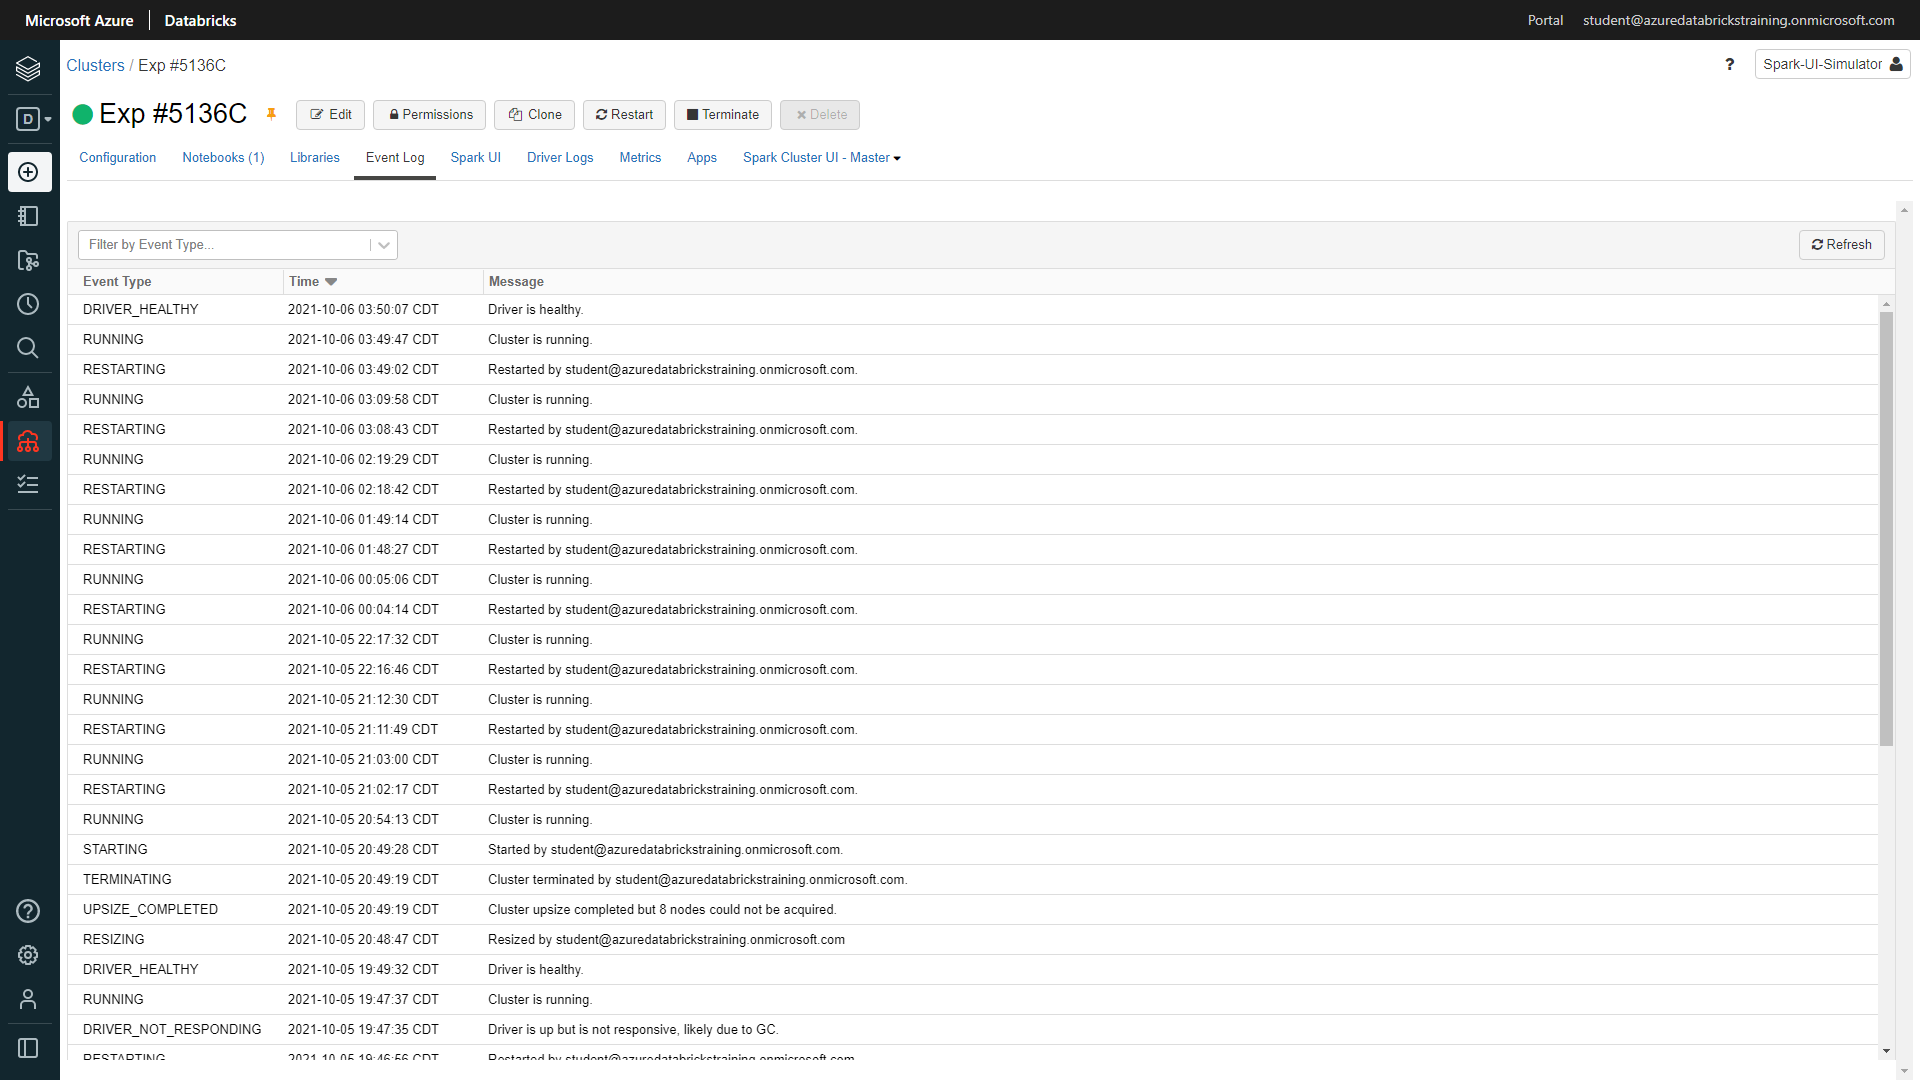 Microsoft Azure | Databricks
Portal student@azuredatabrickstraining.onmicrosoft.com
Clusters / Exp #5136C
? Spark-UI-Simulator
D
Exp #5136C Edit Permissions Clone Restart Terminate Delete
Configuration Notebooks (1) Libraries Event Log Spark UI Driver Logs Metrics Apps Spark Cluster UI - Master
Filter by Event Type... Refresh
Event Type Time Message
DRIVER_HEALTHY 2021-10-06 03:50:07 CDT Driver is healthy.
RUNNING 2021-10-06 03:49:47 CDT Cluster is running.
RESTARTING 2021-10-06 03:49:02 CDT Restarted by student@azuredatabrickstraining.onmicrosoft.com.
RUNNING 2021-10-06 03:09:58 CDT Cluster is running.
RESTARTING 2021-10-06 03:08:43 CDT Restarted by student@azuredatabrickstraining.onmicrosoft.com.
RUNNING 2021-10-06 02:19:29 CDT Cluster is running.
RESTARTING 2021-10-06 02:18:42 CDT Restarted by student@azuredatabrickstraining.onmicrosoft.com.
RUNNING 2021-10-06 01:49:14 CDT Cluster is running.
RESTARTING 2021-10-06 01:48:27 CDT Restarted by student@azuredatabrickstraining.onmicrosoft.com.
RUNNING 2021-10-06 00:05:06 CDT Cluster is running.
RESTARTING 2021-10-06 00:04:14 CDT Restarted by student@azuredatabrickstraining.onmicrosoft.com.
RUNNING 2021-10-05 22:17:32 CDT Cluster is running.
RESTARTING 2021-10-05 22:16:46 CDT Restarted by student@azuredatabrickstraining.onmicrosoft.com.
RUNNING 2021-10-05 21:12:30 CDT Cluster is running.
RESTARTING 2021-10-05 21:11:49 CDT Restarted by student@azuredatabrickstraining.onmicrosoft.com.
RUNNING 2021-10-05 21:03:00 CDT Cluster is running.
RESTARTING 2021-10-05 21:02:17 CDT Restarted by student@azuredatabrickstraining.onmicrosoft.com.
RUNNING 2021-10-05 20:54:13 CDT Cluster is running.
STARTING 2021-10-05 20:49:28 CDT Started by student@azuredatabrickstraining.onmicrosoft.com.
TERMINATING 2021-10-05 20:49:19 CDT Cluster terminated by student@azuredatabrickstraining.onmicrosoft.com.
UPSIZE_COMPLETED 2021-10-05 20:49:19 CDT Cluster upsize completed but 8 nodes could not be acquired.
RESIZING 2021-10-05 20:48:47 CDT Resized by student@azuredatabrickstraining.onmicrosoft.com
DRIVER_HEALTHY 2021-10-05 19:49:32 CDT Driver is healthy.
RUNNING 2021-10-05 19:47:37 CDT Cluster is running.
DRIVER_NOT_RESPONDING 2021-10-05 19:47:35 CDT Driver is up but is not responsive, likely due to GC.
RESTARTING 2021-10-05 19:46:56 CDT Restarted by student@azuredatabrickstraining.onmicrosoft.com.